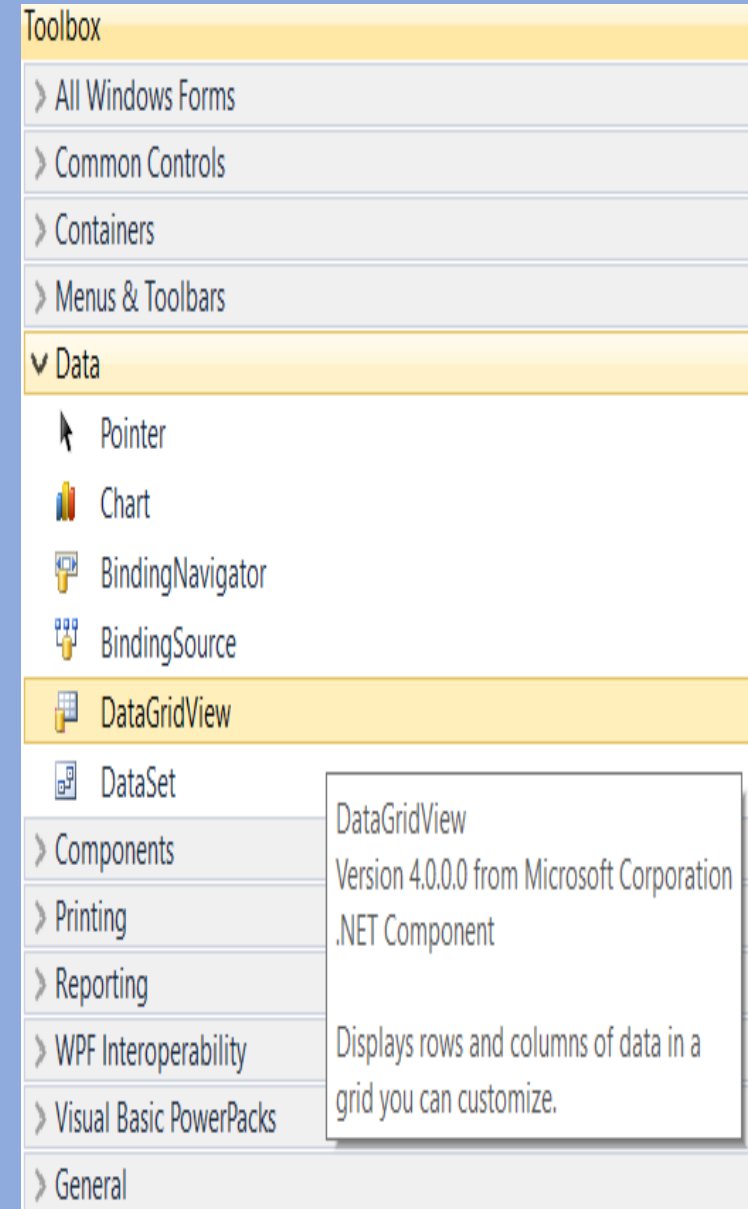 Toolbox
All Windows Forms
Common Controls
Containers
Menus & Toolbars
Data
Pointer
Chart
BindingNavigator
BindingSource
DataGridView
DataSet
Components
Printing
Reporting
WPF Interoperability
Visual Basic PowerPacks
General
DataGridView
Version 4.0.0.0 from Microsoft Corporation
.NET Component
Displays rows and columns of data in a
grid you can customize.